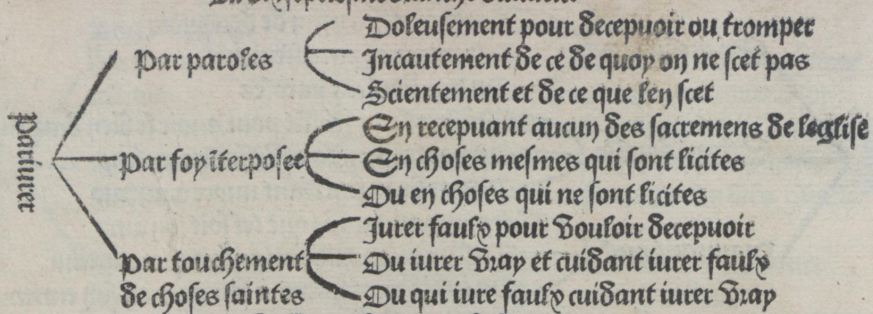 Pariurer
Par paroles
Doleusement pour decepuoir ou tromper
Incautement de ce de quoy on ne scet pas
Scientement et de ce que len scet
Par foy īterposee
En recepuant aucun des sacremens de leglise
En choses mesmes qui sont licites
Ou en choses qui ne sont licites
Par touchement
de choses saintes
Iurer faulx pour vouloir decepuoir
Ou iurer vray et cuidant iurer faulx
Ou qui iure faulx cuidant iurer vray